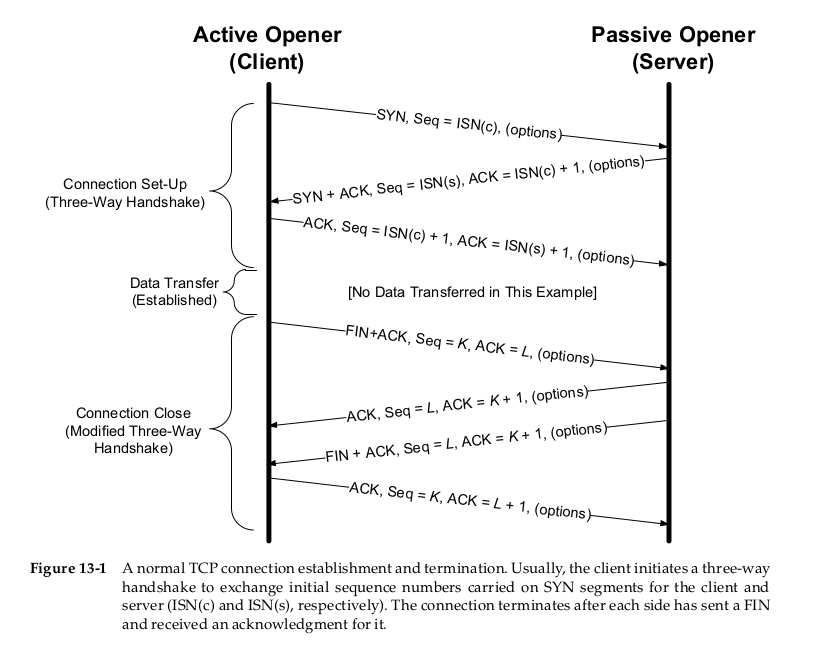 Active Opener
(Client)
Passive Opener
(Server)
SYN, Seq = ISN(c), (options)
Connection Set-Up
(Three-Way Handshake)
SYN + ACK, Seq = ISN(s), ACK = ISN(c) + 1, (options)
ACK, Seq = ISN(c) + 1, ACK = ISN(s) + 1, (options)
Data Transfer
(Established)
[No Data Transferred in This Example]
FIN+ACK, Seq = K, ACK = L, (options)
Connection Close
(Modified Three-Way
Handshake)
ACK, Seq = L, ACK = K + 1, (options)
FIN + ACK, Seq = L, ACK = K + 1, (options)
ACK, Seq = K, ACK = L + 1, (options)
Figure 13-1 A normal TCP connection establishment and termination. Usually, the client initiates a three-way
handshake to exchange initial sequence numbers carried on SYN segments for the client and
server (ISN(c) and ISN(s), respectively). The connection terminates after each side has sent a FIN
and received an acknowledgment for it.